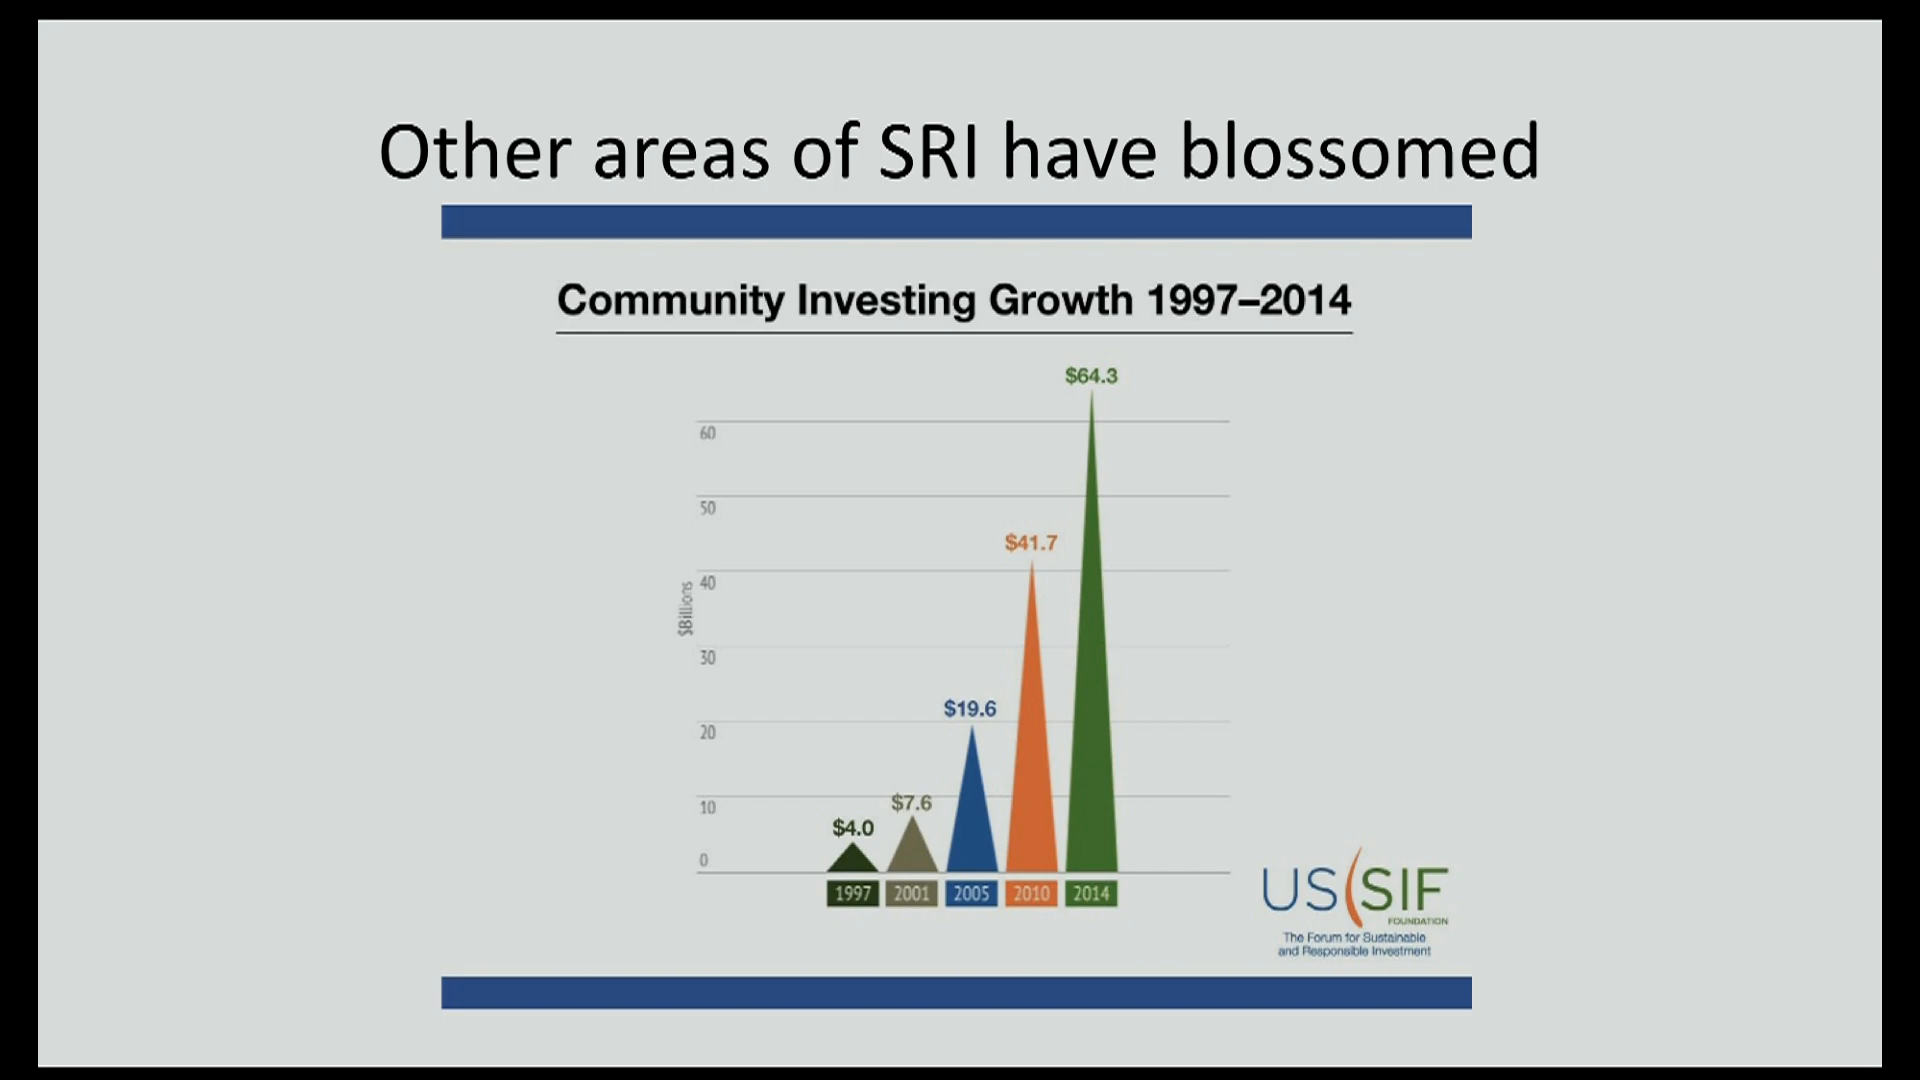 Other areas of SRI have blossomed
Community Investing Growth 1997–2014
$64.3
60
50
$41.7
40
$Billions
30
$19.6
20
$7.6
10
$4.0
0
1997 2001 2005 2010 2014
US SIF
FOUNDATION
The Forum for Sustainable
and Responsible Investment